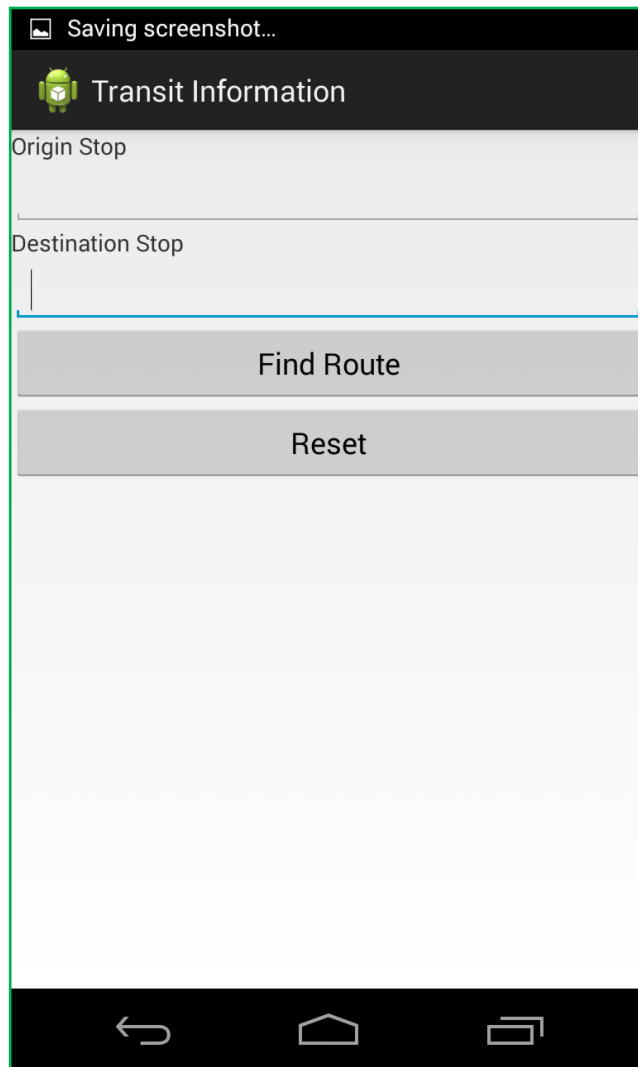 Saving screenshot...
Transit Information
Origin Stop
Destination Stop
Find Route
Reset